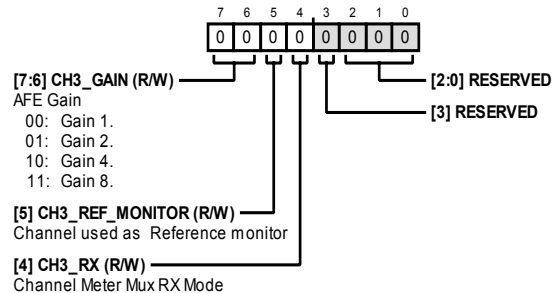 7 6 5 4 3 2 1 0
0 0 0 0 0 0 0 0
[7:6] CH3_GAIN (R/W)
AFE Gain
00: Gain 1.
01: Gain 2.
10: Gain 4.
11: Gain 8.
[5] CH3_REF_MONITOR (R/W)
Channel used as Reference monitor
[4] CH3_RX (R/W)
Channel Meter Mux RX Mode
[2:0] RESERVED
[3] RESERVED